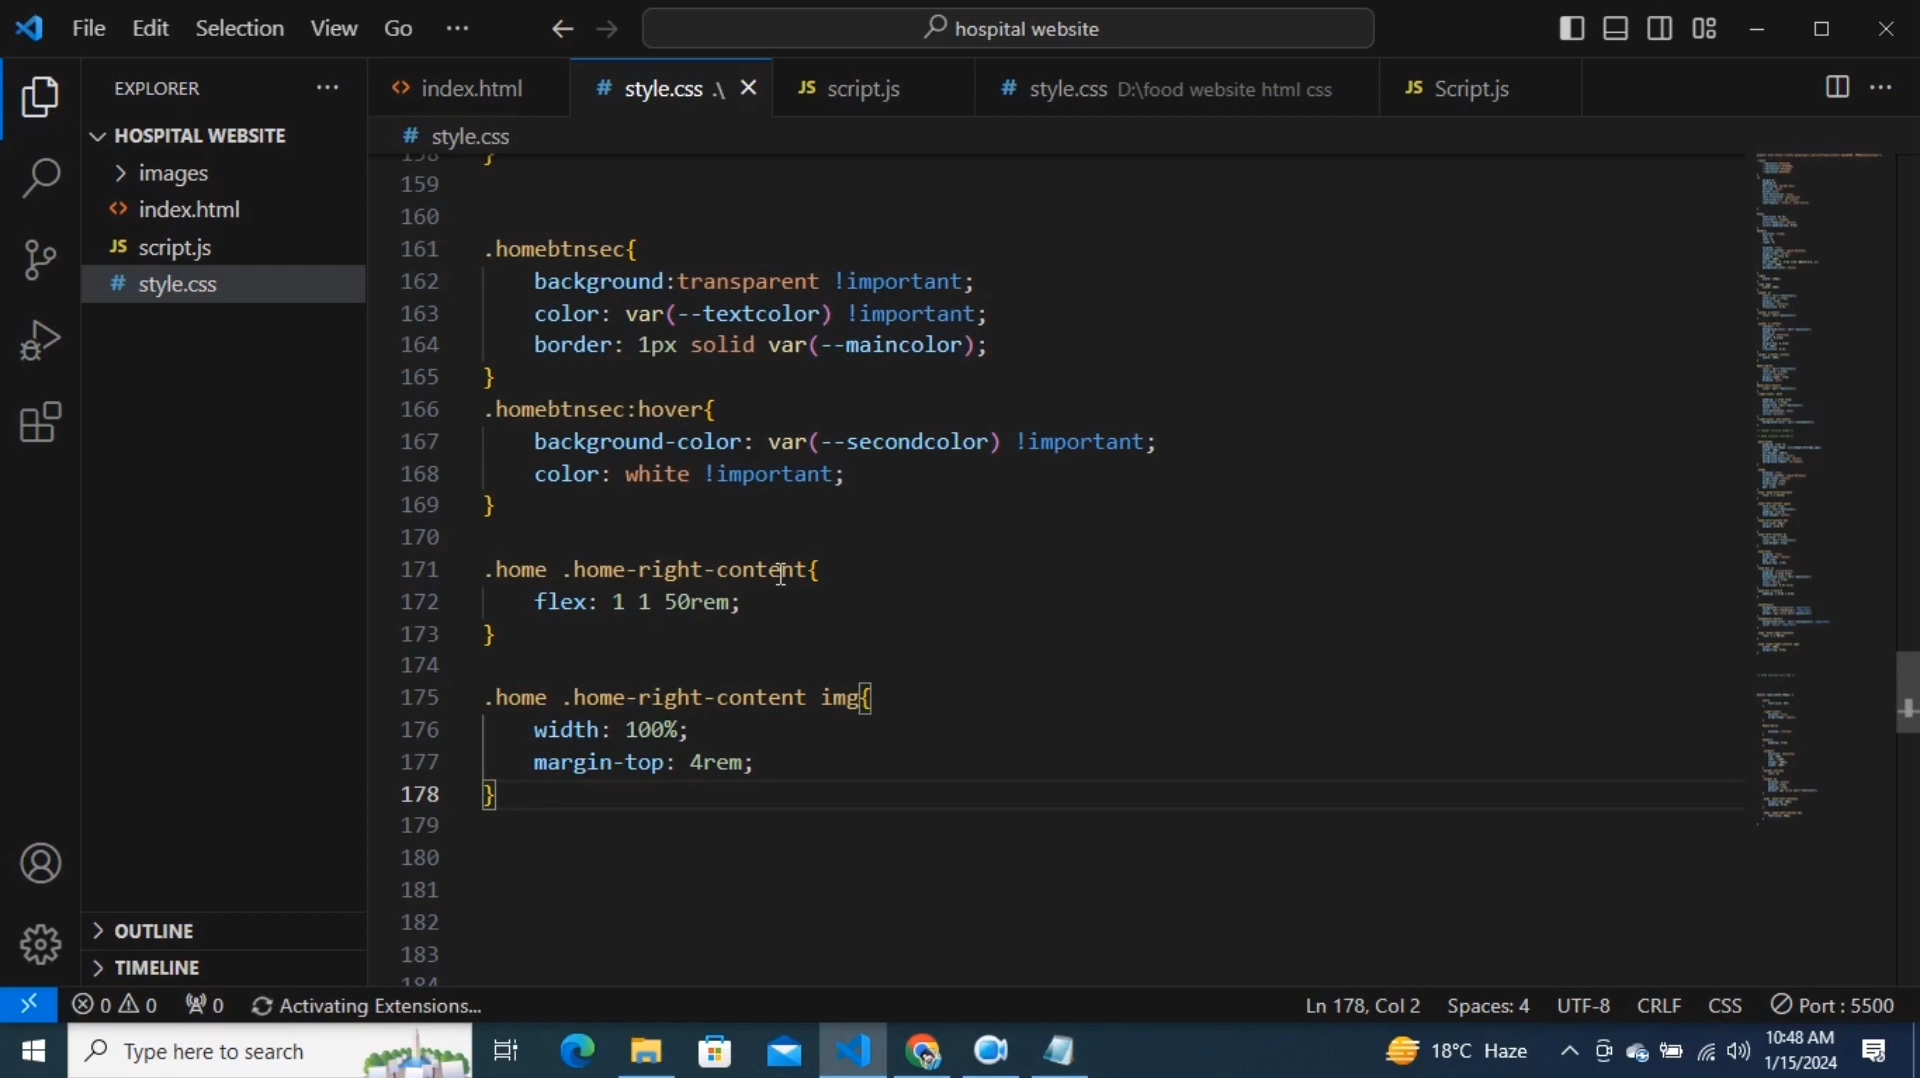 File Edit Selection View Go ··· hospital website
EXPLORER ···
index.html
style.css .\
script.js
style.css D:\food website html css
Script.js
···
HOSPITAL WEBSITE
images
index.html
JS script.js
# style.css
# style.css
158 }
159
160
161 .homebtnsec{
162 background:transparent !important;
163 color: var(--textcolor) !important;
164 border: 1px solid var(--maincolor);
165 }
166 .homebtnsec:hover{
167 background-color: var(--secondcolor) !important;
168 color: white !important;
169 }
170
171 .home .home-right-content{
172 flex: 1 1 50rem;
173 }
174
175 .home .home-right-content img{
176 width: 100%;
177 margin-top: 4rem;
178 }
179
180
181
182
183
184
OUTLINE
TIMELINE
0 0 0 Activating Extensions... Ln 178, Col 2 Spaces: 4 UTF-8 CRLF CSS Port : 5500
Type here to search 18°C Haze 10:48 AM
1/15/2024